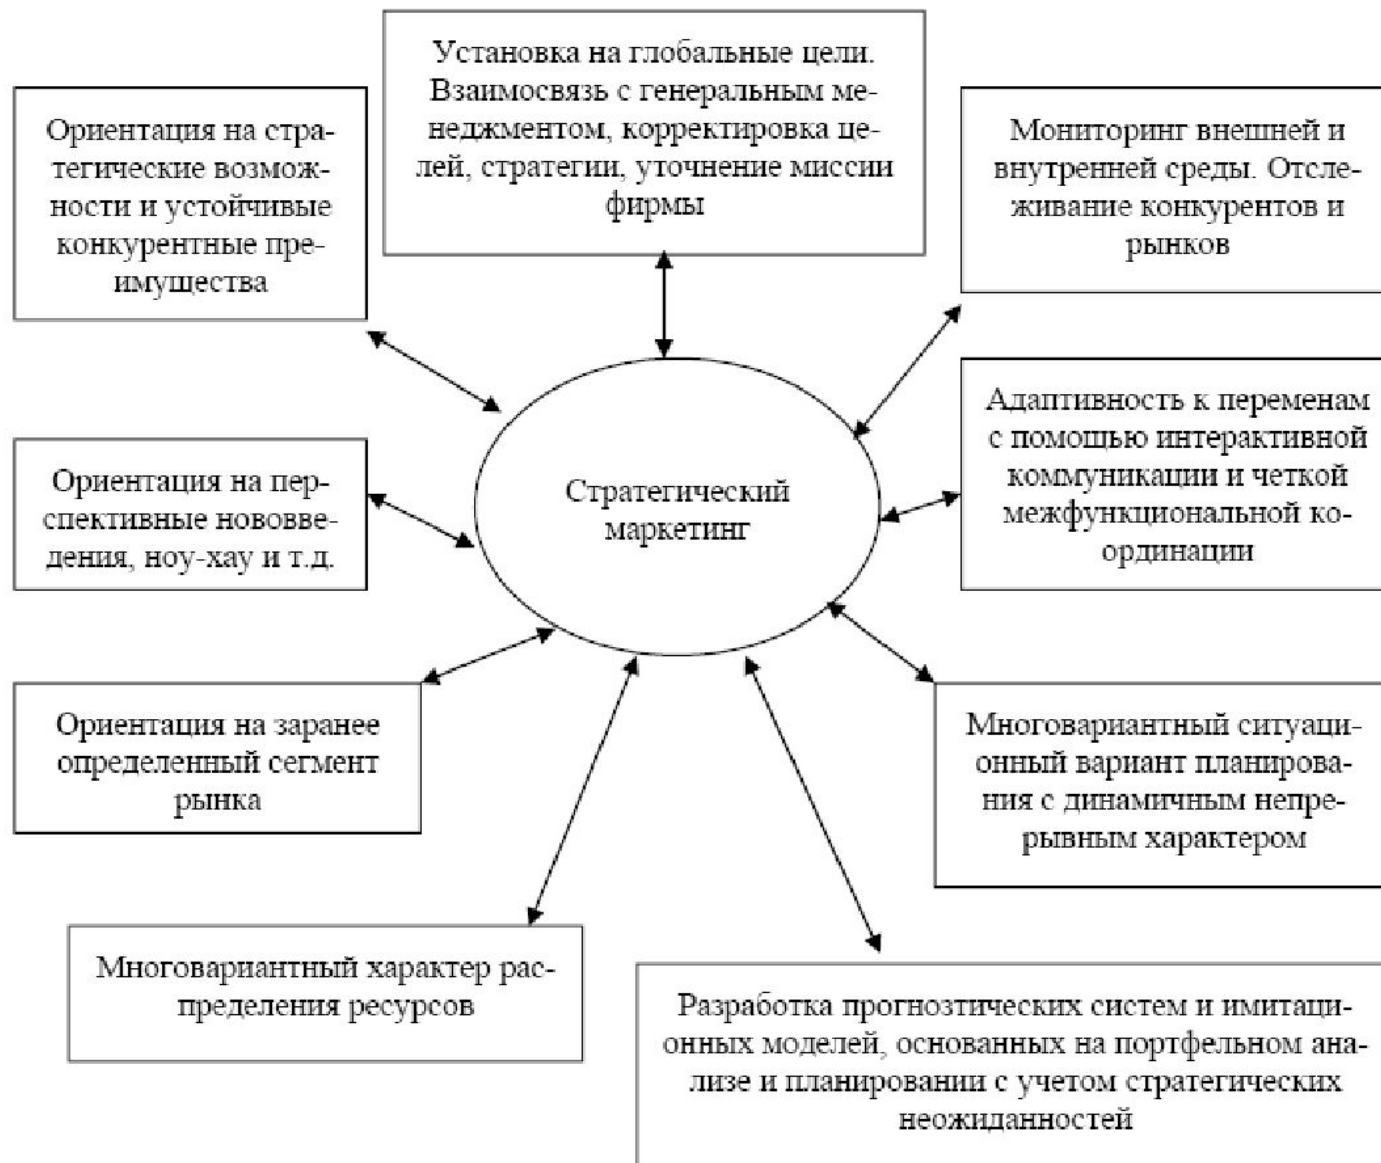 Установка на глобальные цели.
Взаимосвязь с генеральным ме-
неджментом, корректировка це-
лей, стратегии, уточнение миссии
фирмы
Ориентация на стра-
тегические возмож-
ности и устойчивые
конкурентные пре-
имущества
Мониторинг внешней и
внутренней среды. Отсле-
живание конкурентов и
рынков
Адаптивность к переменам
с помощью интерактивной
коммуникации и четкой
межфункциональной ко-
ординации
Ориентация на пер-
спективные нововве-
дения, ноу-хау и т.д.
Стратегический
маркетинг
Ориентация на заранее
определенный сегмент
рынка
Многовариантный ситуаци-
онный вариант планирова-
ния с динамичным непре-
рывным характером
Многовариантный характер рас-
пределения ресурсов
Разработка прогнозтических систем и имитаци-
онных моделей, основанных на портфельном ана-
лизе и планировании с учетом стратегических
неожиданностей